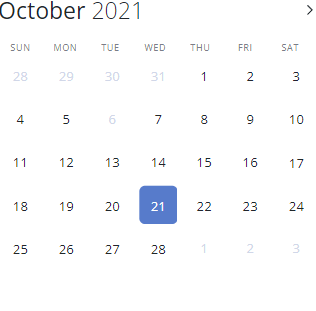 October 2021 >
SUN MON TUE WED THU FRI SAT
28 29 30 31 1 2 3
4 5 6 7 8 9 10
11 12 13 14 15 16 17
18 19 20 21 22 23 24
25 26 27 28 1 2 3